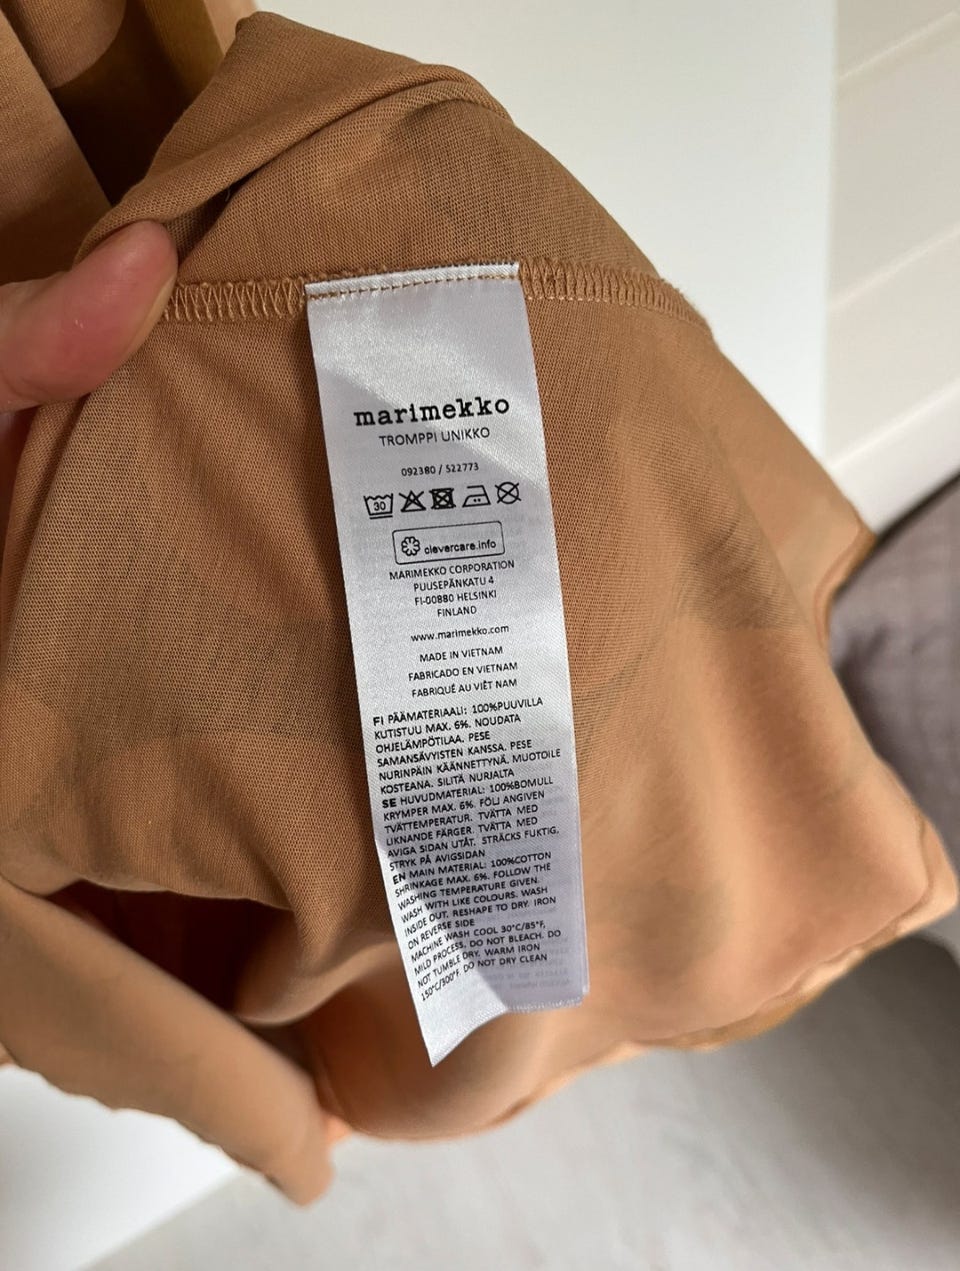 marimekko
TROMPPI UNIKKO
092380 / 522773
30
clevercare.info
MARIMEKKO CORPORATION
PUUSEPÄNKATU 4
FI-00880 HELSINKI
FINLAND
www.marimekko.com
MADE IN VIETNAM
FABRICADO EN VIETNAM
FABRIQUÉ AU VIÊT NAM
FI PÄÄMATERIAALI: 100%PUUVILLA
KUTISTUU MAX. 6%. NOUDATA
OHJELÄMPÖTILAA. PESE
SAMANSÄVYISTEN KANSSA. PESE
NURINPÄIN KÄÄNNETTYNÄ. MUOTOILE
KOSTEANA. SILITÄ NURJALTA
SE HUVUDMATERIAL: 100%BOMULL
KRYMPER MAX. 6%. FÖLJ ANGIVEN
TVÄTTEMPERATUR. TVÄTTA MED
LIKNANDE FÄRGER. TVÄTTA MED
AVIGA SIDAN UTÅT. STRÄCKS FUKTIG.
STRYK PÅ AVIGSIDAN
EN MAIN MATERIAL: 100%COTTON
SHRINKAGE MAX. 6%. FOLLOW THE
WASHING TEMPERATURE GIVEN.
WASH WITH LIKE COLOURS. WASH
INSIDE OUT. RESHAPE TO DRY. IRON
ON REVERSE SIDE
MACHINE WASH COOL 30°C/85°F,
MILD PROCESS. DO NOT BLEACH. DO
NOT TUMBLE DRY. WARM IRON
150°C/300°F. DO NOT DRY CLEAN